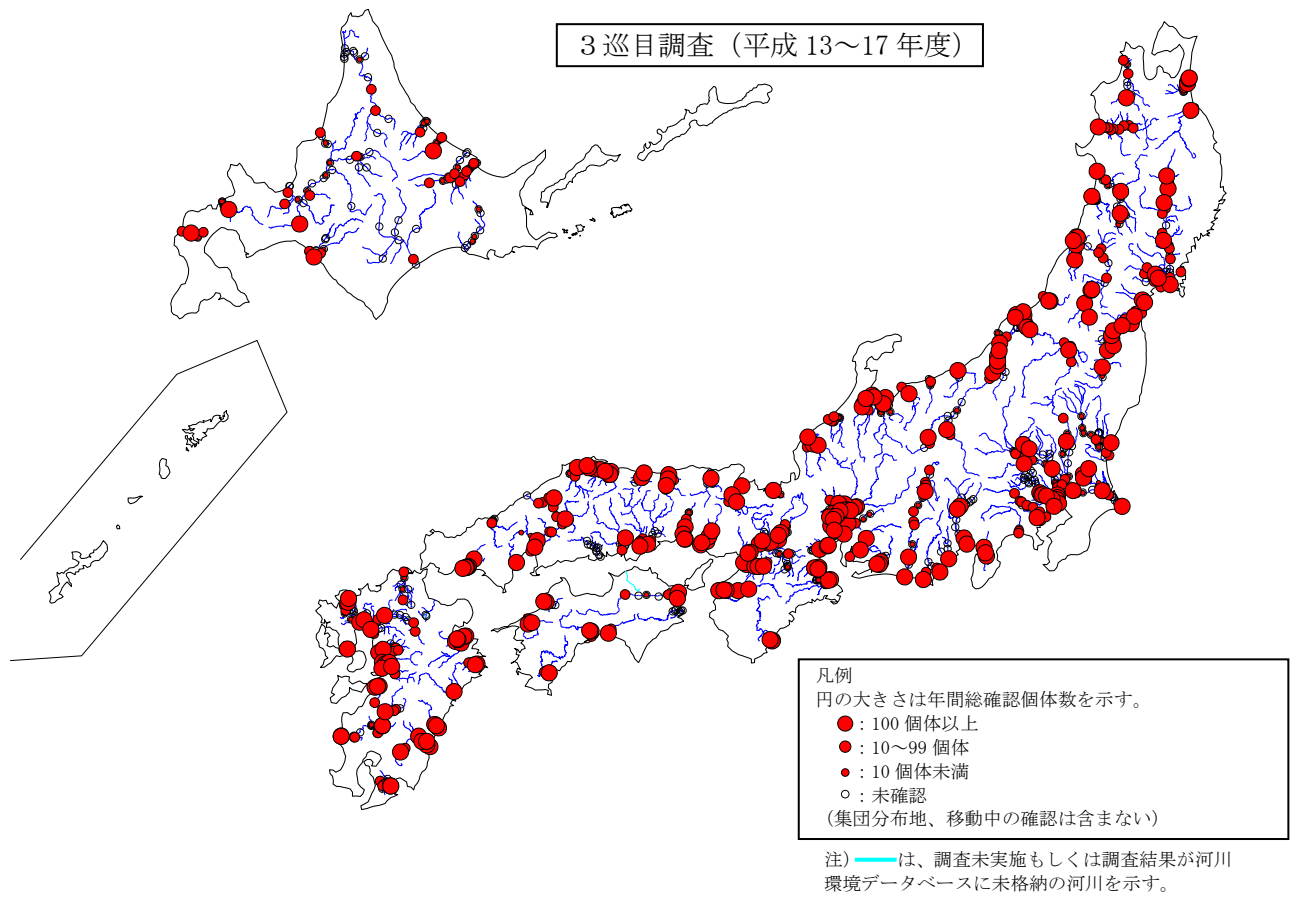 3巡目調査（平成 13～17 年度）
凡例
円の大きさは年間総確認個体数を示す。
：100 個体以上
：10～99 個体
：10 個体未満
：未確認
（集団分布地、移動中の確認は含まない）
注）　　は、調査未実施もしくは調査結果が河川
環境データベースに未格納の河川を示す。